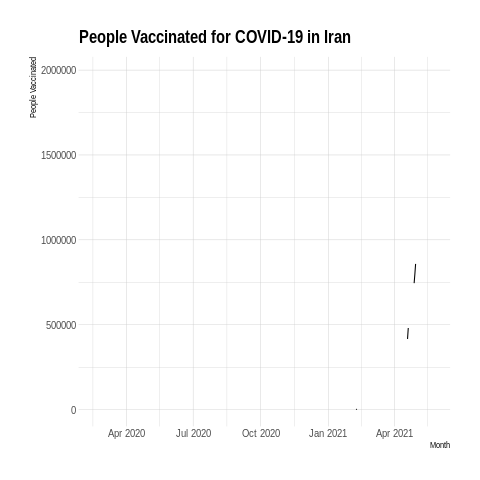 People Vaccinated for COVID-19 in Iran
People Vaccinated
2000000
1500000
1000000
500000
0
Apr 2020 Jul 2020 Oct 2020 Jan 2021 Apr 2021
Month